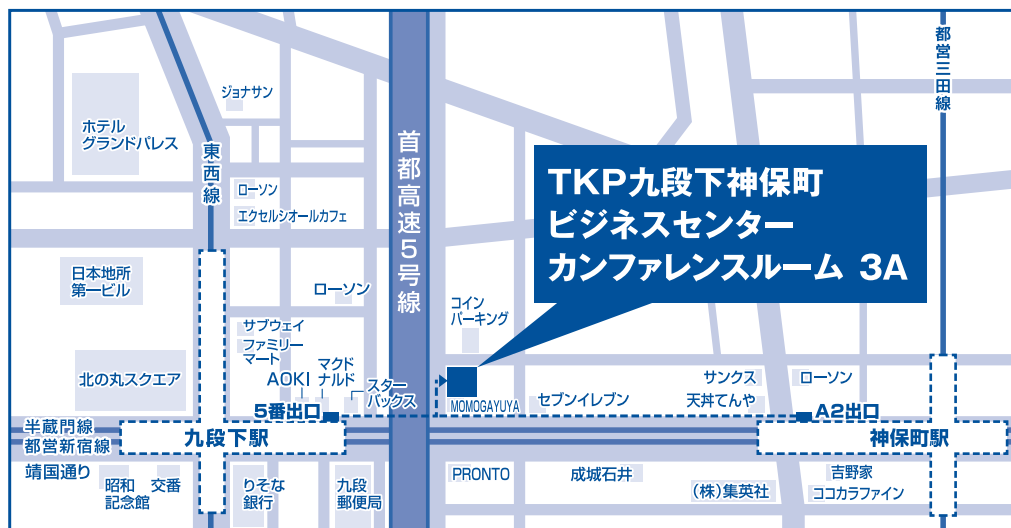 ジョナサン
ホテル
グランドパレス
東西線
首都高速5号線
都営三田線
TKP九段下神保町
ビジネスセンター
カンファレンスルーム 3A
ローソン
エクセルシオールカフェ
日本地所
第一ビル
ローソン
コイン
パーキング
サブウェイ
ファミリー
マート
北の丸スクエア
AOKI
マクド
ナルド
スター
バックス
MOMOGAYUYA
セブンイレブン
サンクス
天丼てんや
ローソン
5番出口
A2出口
半蔵門線
都営新宿線
九段下駅
神保町駅
靖国通り
昭和
記念館
交番
りそな
銀行
九段
郵便局
PRONTO
成城石井
(株)集英社
吉野家
ココカラファイン